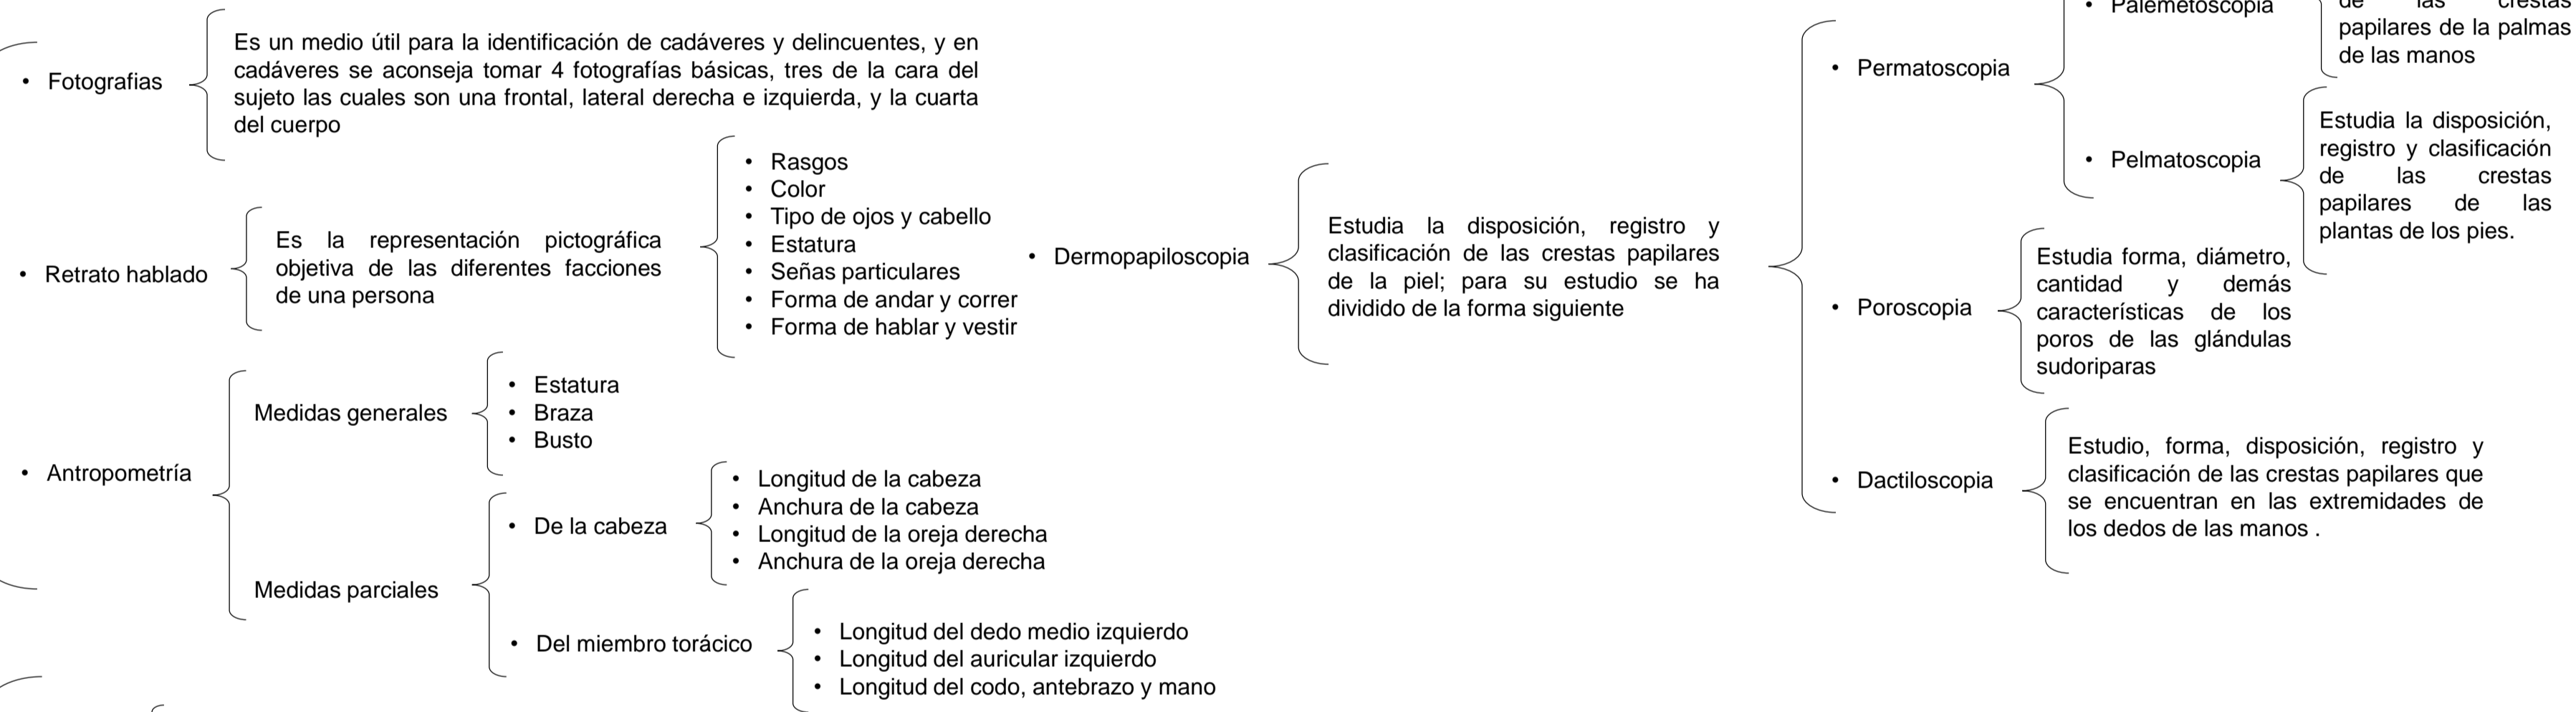 • Fotografias
Es un medio útil para la identificación de cadáveres y delincuentes, y en
cadáveres se aconseja tomar 4 fotografías básicas, tres de la cara del
sujeto las cuales son una frontal, lateral derecha e izquierda, y la cuarta
del cuerpo
• Retrato hablado
Es la representación pictográfica
objetiva de las diferentes facciones
de una persona
• Rasgos
• Color
• Tipo de ojos y cabello
• Estatura
• Señas particulares
• Forma de andar y correr
• Forma de hablar y vestir
• Antropometría
Medidas generales
• Estatura
• Braza
• Busto
Medidas parciales
• De la cabeza
• Longitud de la cabeza
• Anchura de la cabeza
• Longitud de la oreja derecha
• Anchura de la oreja derecha
• Del miembro torácico
• Longitud del dedo medio izquierdo
• Longitud del auricular izquierdo
• Longitud del codo, antebrazo y mano
• Dermopapiloscopia
Estudia la disposición, registro y
clasificación de las crestas papilares
de la piel; para su estudio se ha
dividido de la forma siguiente
• Permatoscopia
• Palemetoscopia
de las crestas
papilares de la palmas
de las manos
• Pelmatoscopia
Estudia la disposición,
registro y clasificación
de las crestas
papilares de las
plantas de los pies.
• Poroscopia
Estudia forma, diámetro,
cantidad y demás
características de los
poros de las glándulas
sudoriparas
• Dactiloscopia
Estudio, forma, disposición, registro y
clasificación de las crestas papilares que
se encuentran en las extremidades de
los dedos de las manos .